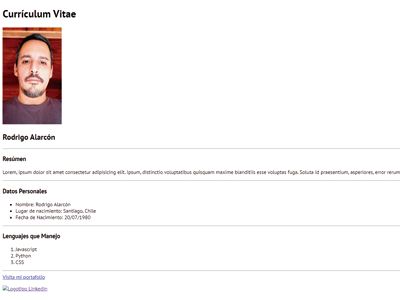 Currículum Vitae
Rodrigo Alarcón
Resúmen
Lorem, ipsum dolor sit amet consectetur adipisicing elit. Ipsum, distinctio voluptatibus quisquam maxime blanditiis esse voluptas fuga. Soluta id praesentium, asperiores, error rerum
Datos Personales
Nombre: Rodrigo Alarcón
Lugar de nacimiento: Santiago, Chile
Fecha de Nacimiento: 20/07/1980
Lenguajes que Manejo
1. Javascript
2. Python
3. CSS
Visita mi portafolio
Logotipo Linkedin